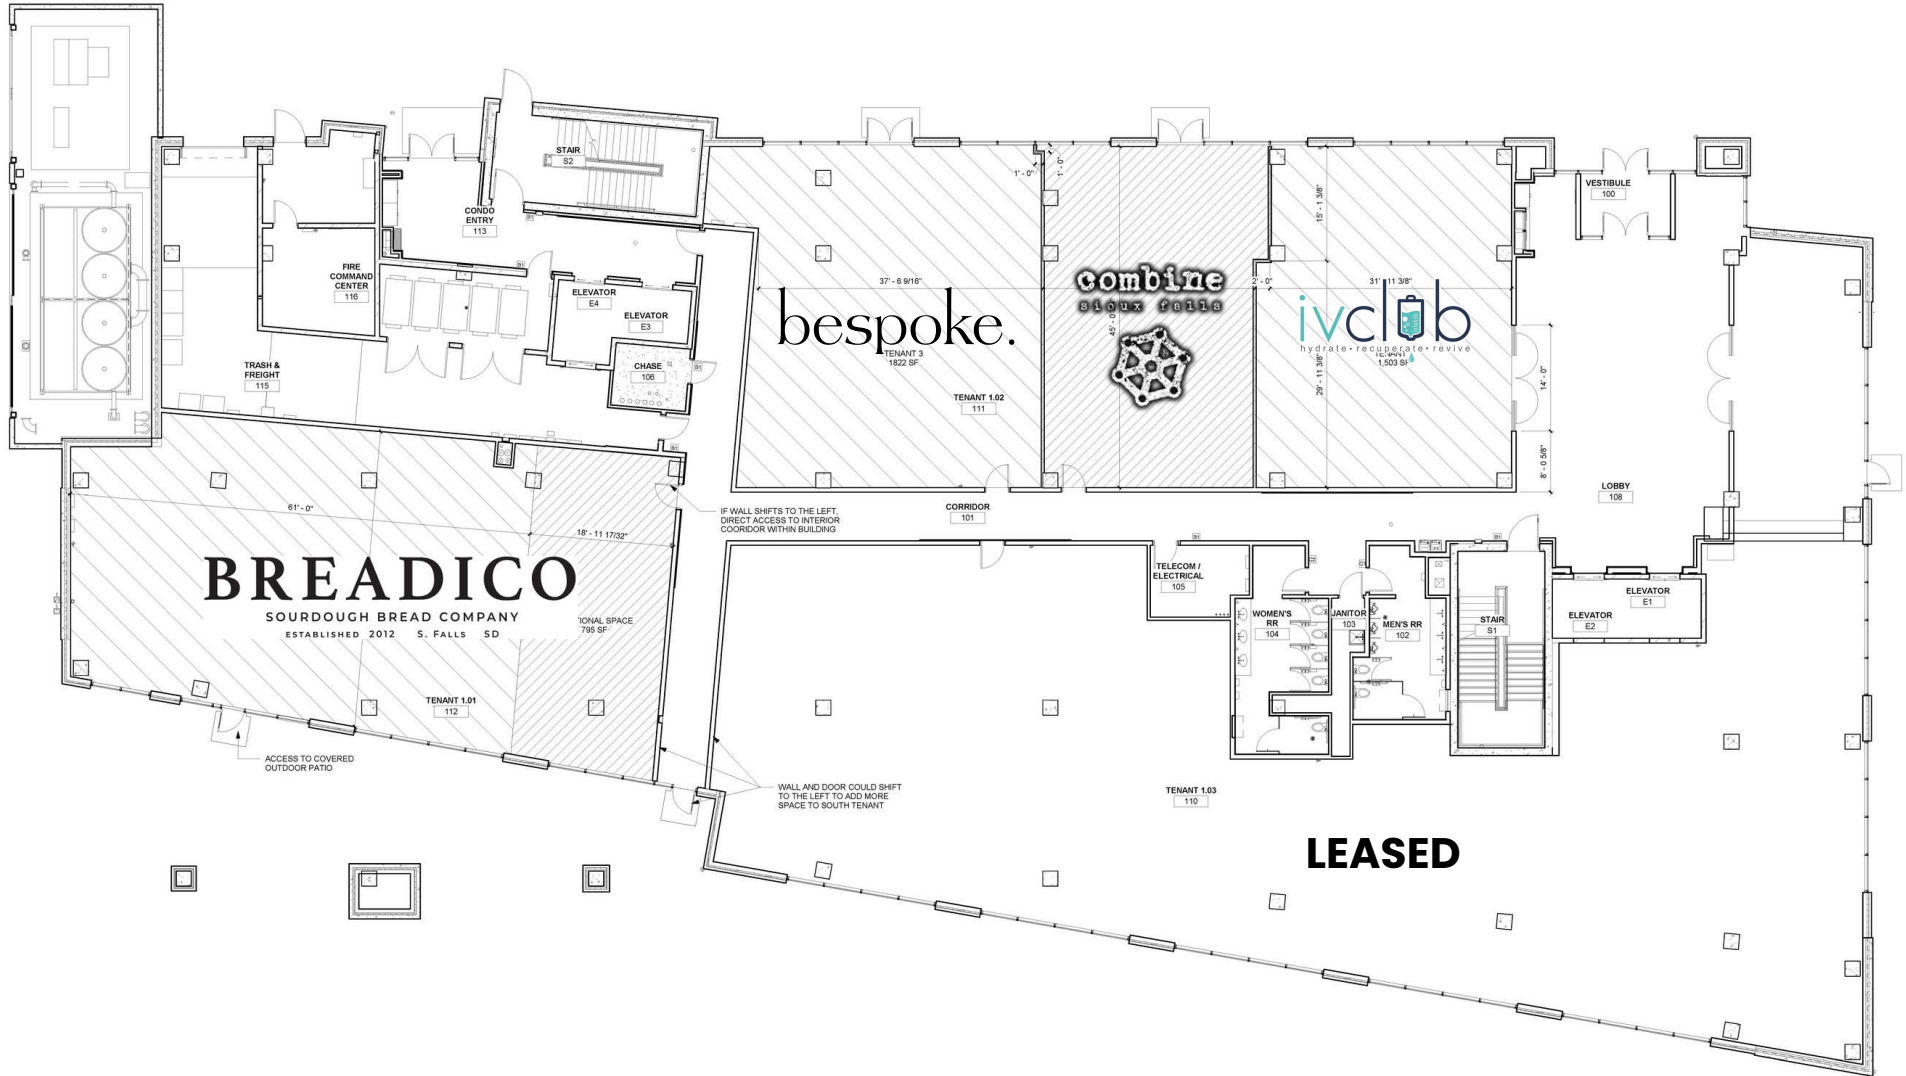 STAIR
S2
CONDO
ENTRY
113
FIRE
COMMAND
CENTER
116
ELEVATOR
E4
ELEVATOR
E3
CHASE
106
TRASH &
FREIGHT
115
1' - 0"
1' - 0"
37' - 6 9/16"
bespoke.
TENANT 3
1822 SF
TENANT 1.02
111
combine
sioux falls
45' - 0
2' - 0"
15' - 1 3/8"
31' 11 3/8"
ivclub
hydrate • recuperate • revive
1,503 SF
29' - 11 3/8"
14' - 0"
8' - 0 5/8"
VESTIBULE
100
LOBBY
108
61' - 0"
18' - 11 17/32"
BREADICO
SOURDOUGH BREAD COMPANY
ESTABLISHED 2012 S. FALLS SD
IONAL SPACE
795 SF
TENANT 1.01
112
IF WALL SHIFTS TO THE LEFT,
DIRECT ACCESS TO INTERIOR
COORIDOR WITHIN BUILDING
CORRIDOR
101
TELECOM /
ELECTRICAL
105
WOMEN'S
RR
104
JANITOR
103
MEN'S RR
102
STAIR
S1
ELEVATOR
E1
ELEVATOR
E2
ACCESS TO COVERED
OUTDOOR PATIO
WALL AND DOOR COULD SHIFT
TO THE LEFT TO ADD MORE
SPACE TO SOUTH TENANT
TENANT 1.03
110
LEASED